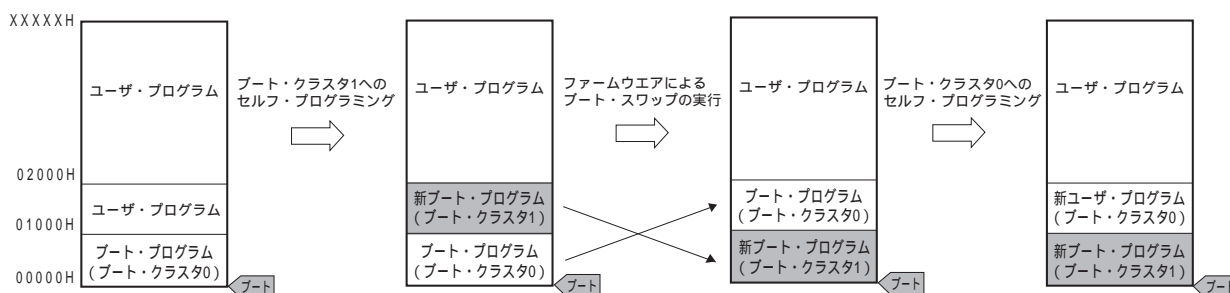 XXXXXH
ユーザ・プログラム
02000H
ユーザ・プログラム
01000H
ブート・プログラム
(ブート・クラスタ0)
00000H
ブート
ブート・クラスタ1への
セルフ・プログラミング
ユーザ・プログラム
新ブート・プログラム
(ブート・クラスタ1)
ブート・プログラム
(ブート・クラスタ0)
ブート
ファームウエアによる
ブート・スワップの実行
ユーザ・プログラム
ブート・プログラム
(ブート・クラスタ0)
新ブート・プログラム
(ブート・クラスタ1)
ブート
ブート・クラスタ0への
セルフ・プログラミング
ユーザ・プログラム
新ユーザ・プログラム
(ブート・クラスタ0)
新ブート・プログラム
(ブート・クラスタ1)
ブート